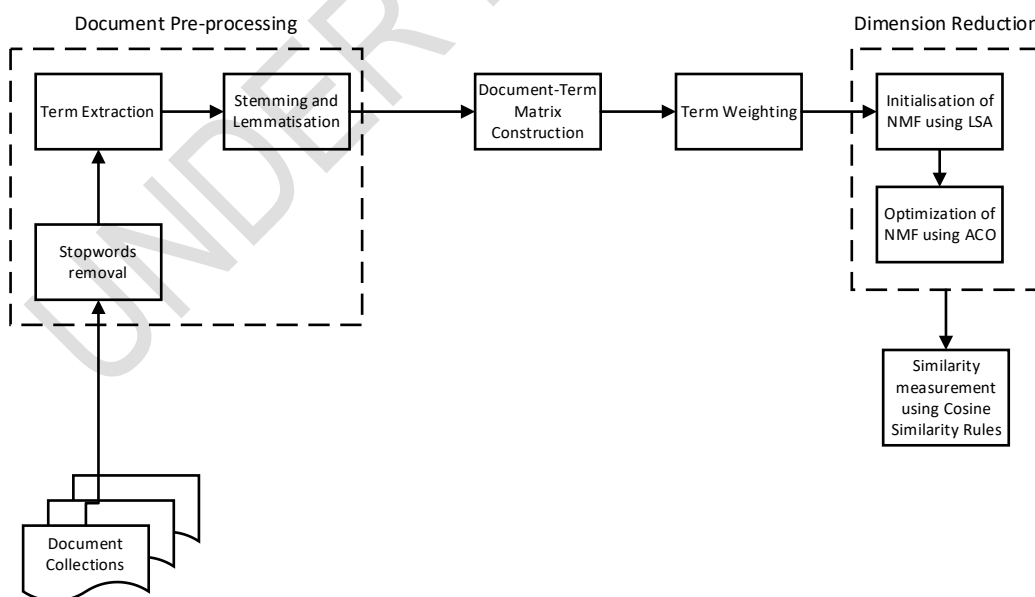 Document Pre-processing
Dimension Reduction
Term Extraction
Stemming and
Lemmatisation
Document-Term
Matrix
Construction
Term Weighting
Initialisation of
NMF using LSA
Optimization of
NMF using ACO
Stopwords
removal
Similarity
measurement
using Cosine
Similarity Rules
Document
Collections
UNDER